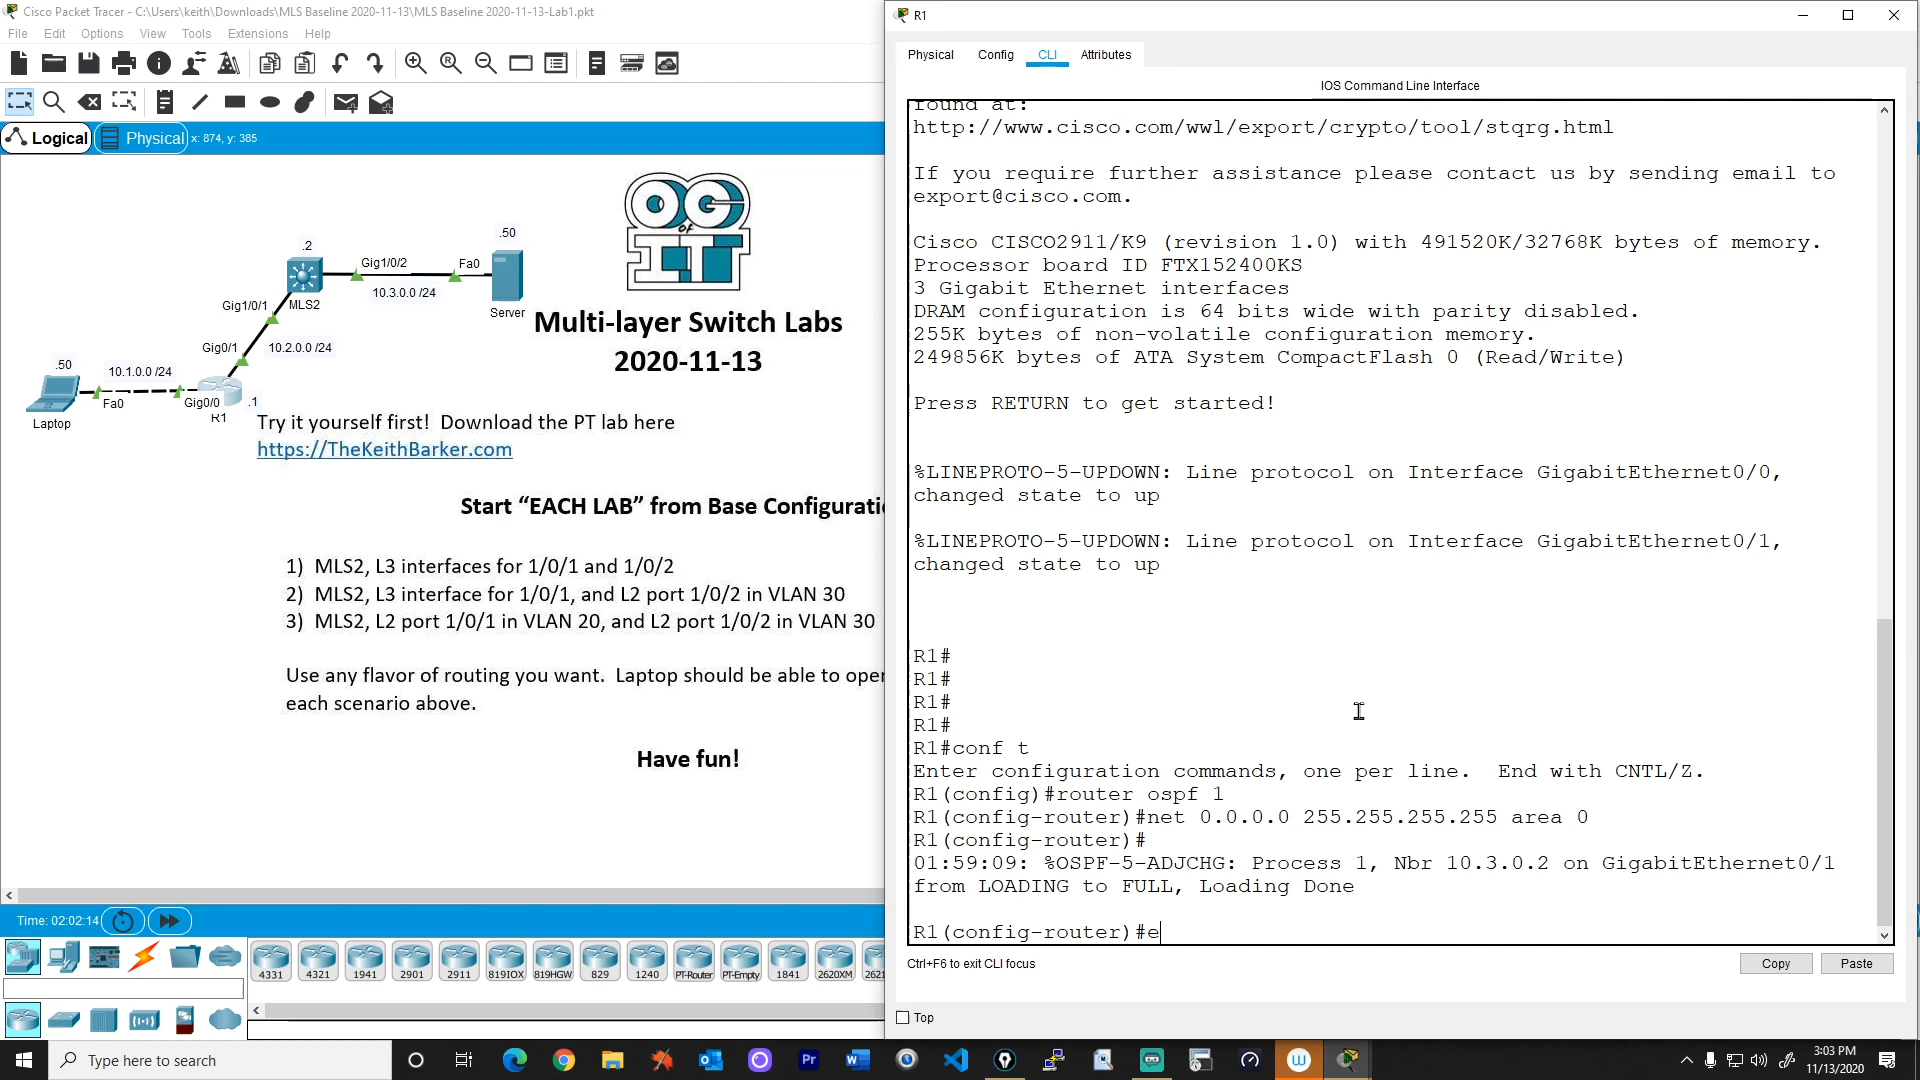 Cisco Packet Tracer - C:\Users\keith\Downloads\MLS Baseline 2020-11-13\MLS Baseline 2020-11-13-Lab1.pkt
File Edit Options View Tools Extensions Help
Logical Physical x: 874, y: 385
OG
OF
IT
.50
.2
Gig1/0/2
Fa0
10.3.0.0 /24
Gig1/0/1
MLS2
Server
Multi-layer Switch Labs
2020-11-13
Gig0/1
10.2.0.0 /24
.50
10.1.0.0 /24
Fa0
Gig0/0
.1
R1
Laptop
Try it yourself first! Download the PT lab here
https://TheKeithBarker.com
Start “EACH LAB” from Base Configurati
1) MLS2, L3 interfaces for 1/0/1 and 1/0/2
2) MLS2, L3 interface for 1/0/1, and L2 port 1/0/2 in VLAN 30
3) MLS2, L2 port 1/0/1 in VLAN 20, and L2 port 1/0/2 in VLAN 30
Use any flavor of routing you want. Laptop should be able to oper
each scenario above.
Have fun!
Time: 02:02:14
4331 4321 1941 2901 2911 819IOX 819HGW 829 1240 PT-Router PT-Empty 1841 2620XM 2621
R1
Physical Config CLI Attributes
IOS Command Line Interface
found at:
http://www.cisco.com/wwl/export/crypto/tool/stqrg.html
If you require further assistance please contact us by sending email to
export@cisco.com.
Cisco CISCO2911/K9 (revision 1.0) with 491520K/32768K bytes of memory.
Processor board ID FTX152400KS
3 Gigabit Ethernet interfaces
DRAM configuration is 64 bits wide with parity disabled.
255K bytes of non-volatile configuration memory.
249856K bytes of ATA System CompactFlash 0 (Read/Write)
Press RETURN to get started!
%LINEPROTO-5-UPDOWN: Line protocol on Interface GigabitEthernet0/0,
changed state to up
%LINEPROTO-5-UPDOWN: Line protocol on Interface GigabitEthernet0/1,
changed state to up
R1#
R1#
R1#
R1#
R1#conf t
Enter configuration commands, one per line. End with CNTL/Z.
R1(config)#router ospf 1
R1(config-router)#net 0.0.0.0 255.255.255.255 area 0
R1(config-router)#
01:59:09: %OSPF-5-ADJCHG: Process 1, Nbr 10.3.0.2 on GigabitEthernet0/1
from LOADING to FULL, Loading Done
R1(config-router)#e
Ctrl+F6 to exit CLI focus
Copy Paste
Top
Type here to search
3:03 PM
11/13/2020